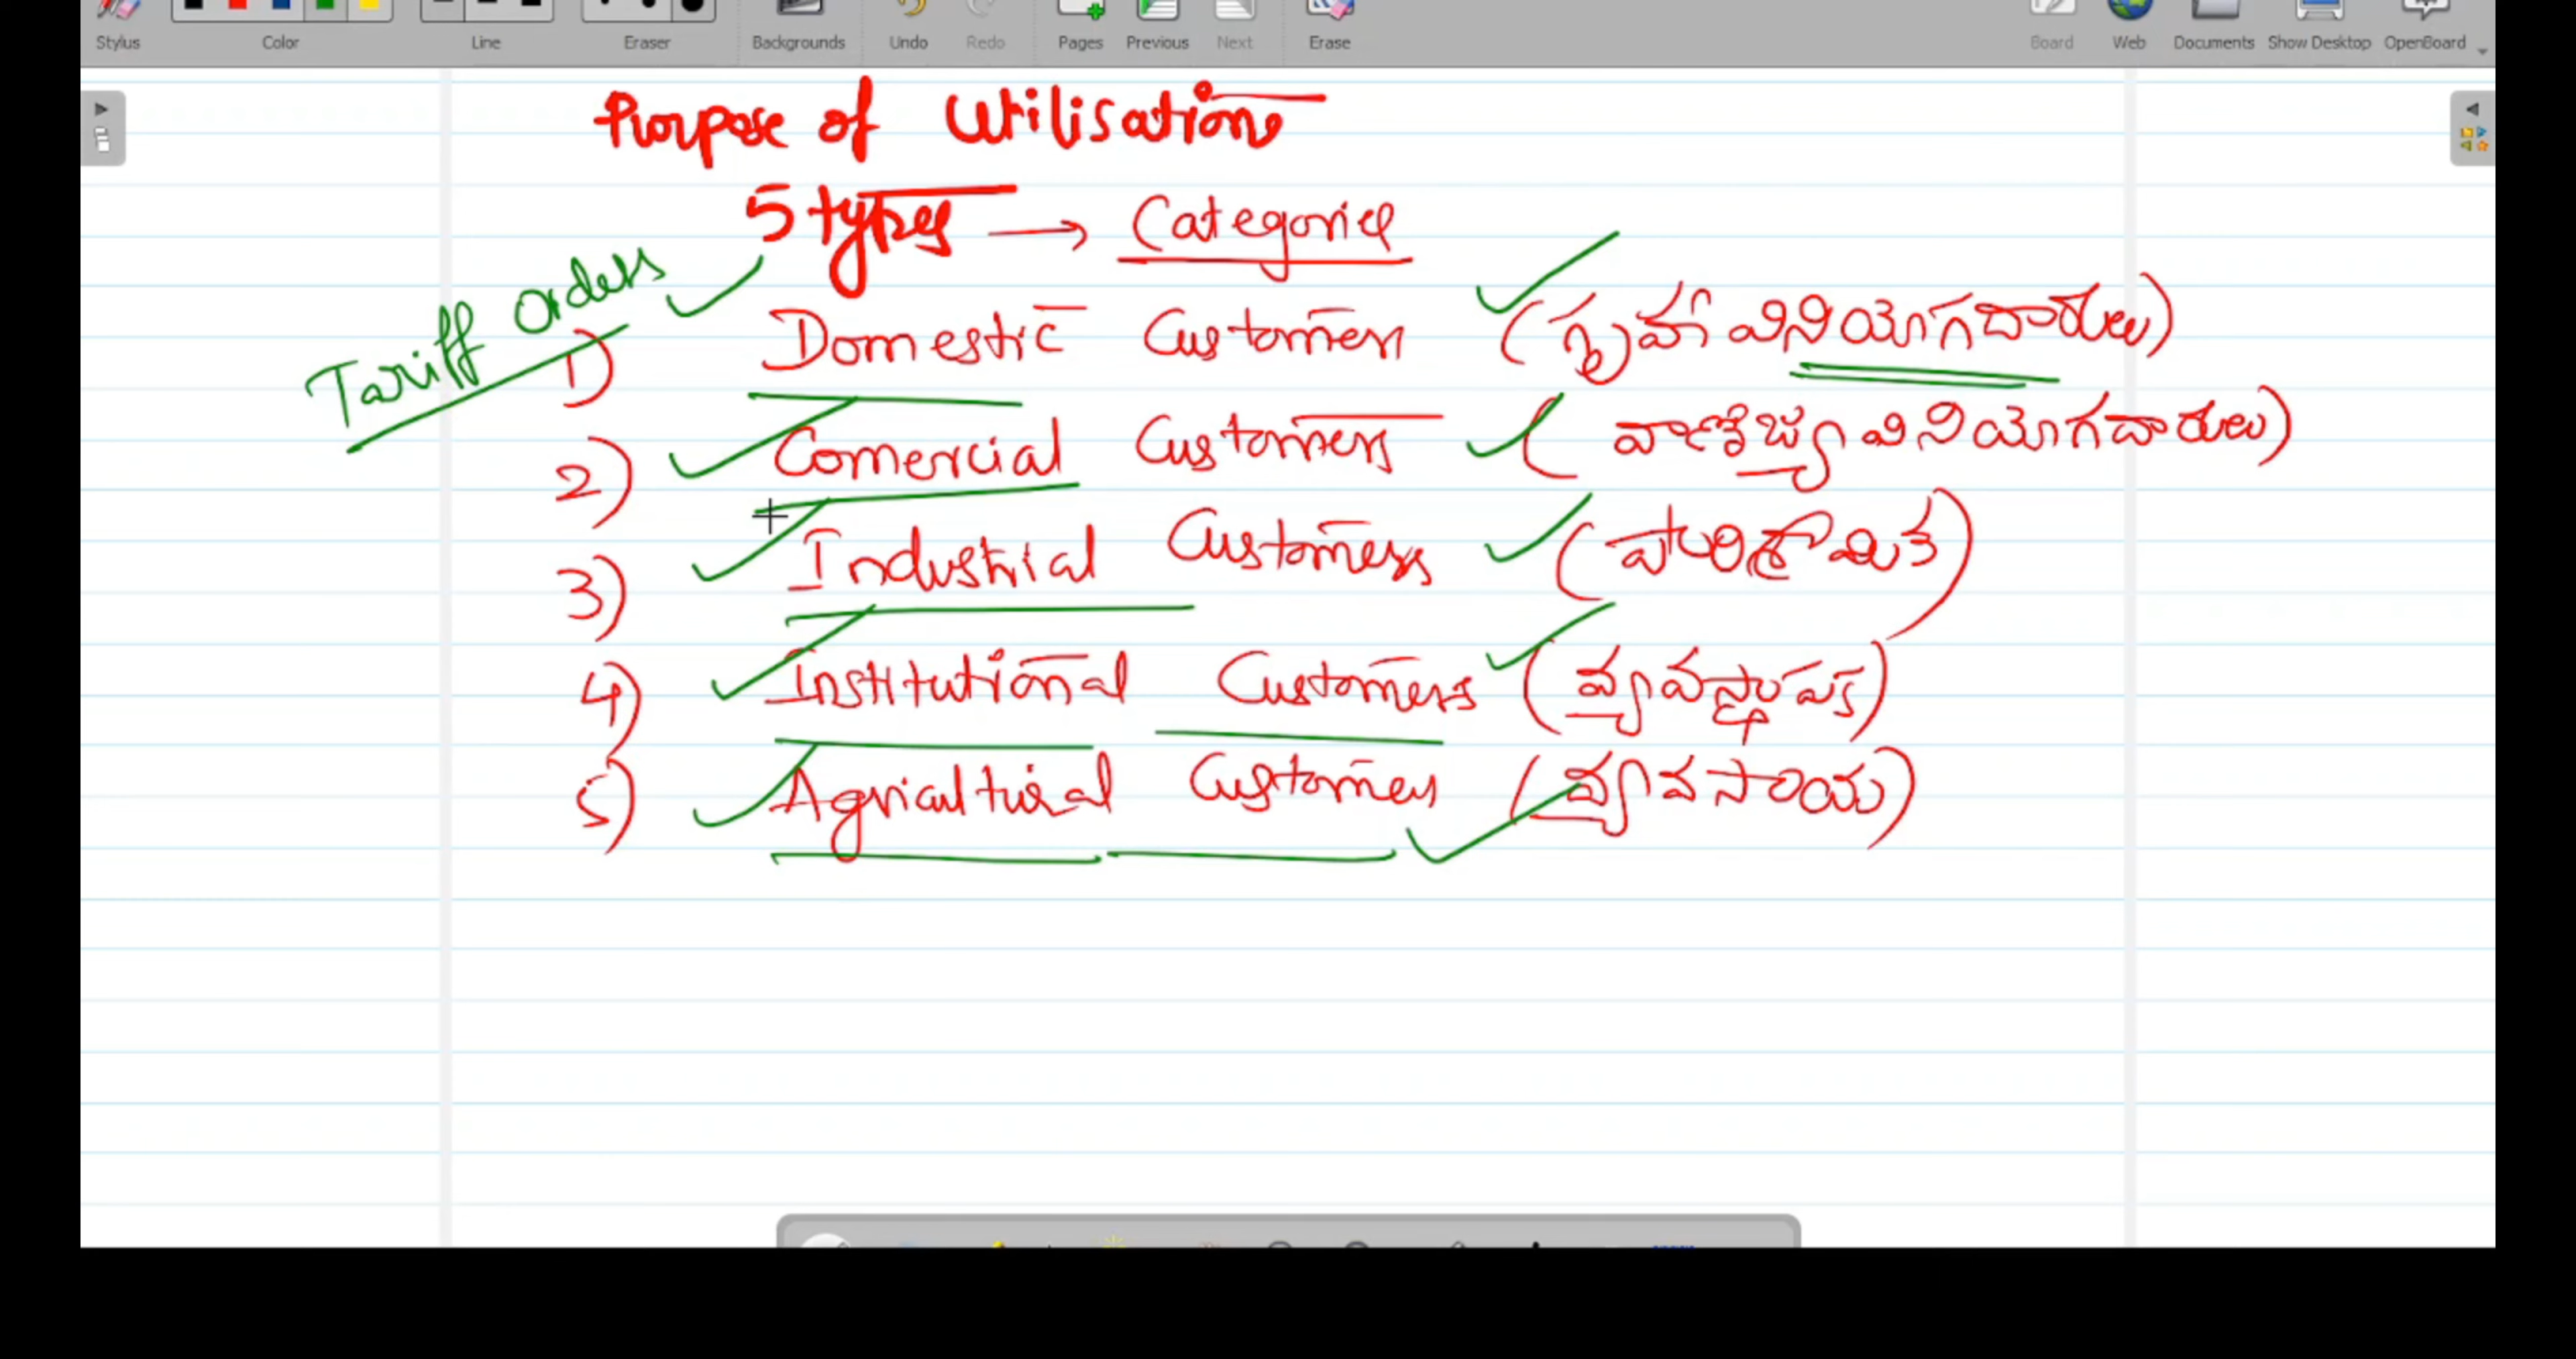 Stylus Color Line Eraser Backgrounds Undo Redo Pages Previous Next Erase Board Web Documents Show Desktop OpenBoard
Purpose of Utilisation
5 types → Categories
Tariff Orders
1) Domestic Customers (గృహ వినియోగదారులు)
2) Comercial Customers (వాణిజ్య వినియోగదారులు)
3) Industrial Customers (పారిశ్రామిక)
4) Institutional Customers (వ్యవస్థాపక)
5) Agricultural Customers (వ్యవసాయ)